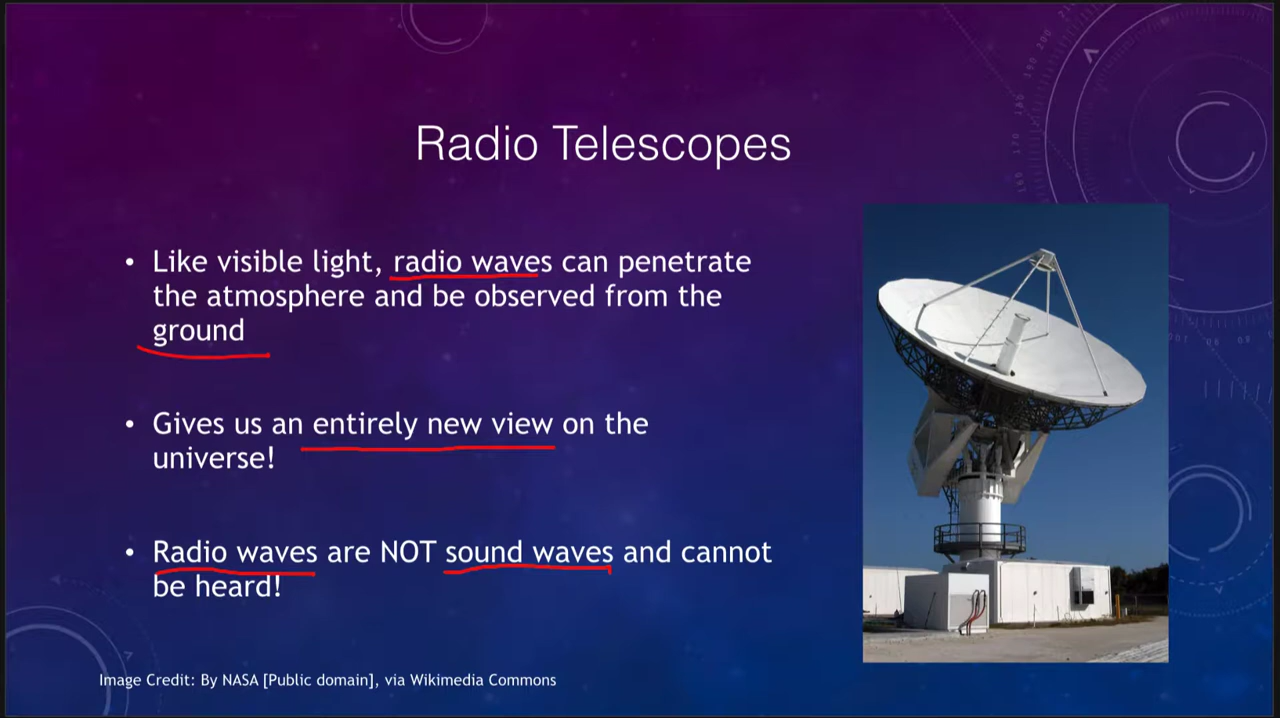 Radio Telescopes
• Like visible light, radio waves can penetrate
the atmosphere and be observed from the
ground
• Gives us an entirely new view on the
universe!
• Radio waves are NOT sound waves and cannot
be heard!
Image Credit: By NASA [Public domain], via Wikimedia Commons